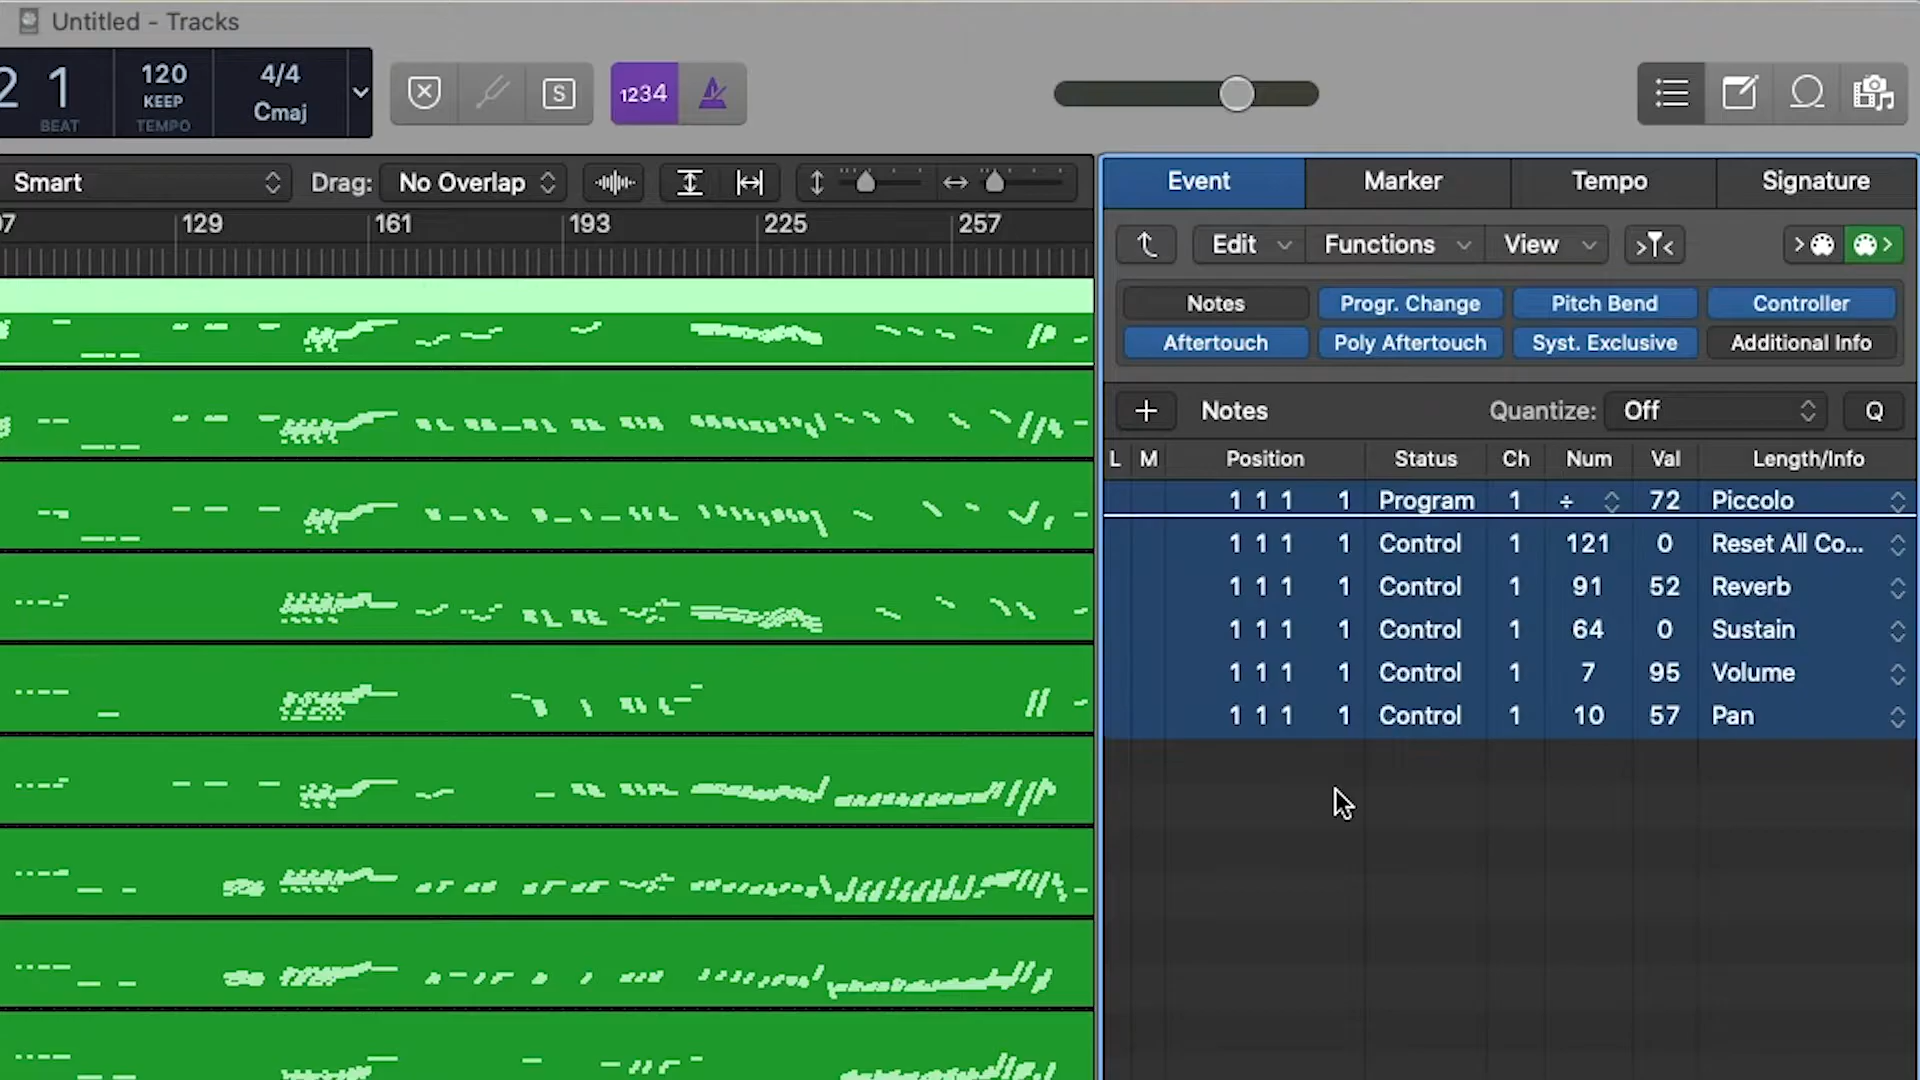 Untitled - Tracks
2 1 120 4/4
KEEP Cmaj
BEAT TEMPO
S 1234
Smart Drag: No Overlap
Event Marker Tempo Signature
129 161 193 225 257
Edit Functions View
Notes Progr. Change Pitch Bend Controller
Aftertouch Poly Aftertouch Syst. Exclusive Additional Info
+ Notes Quantize: Off Q
L M Position Status Ch Num Val Length/Info
1 1 1 1 Program 1 ÷ 72 Piccolo
1 1 1 1 Control 1 121 0 Reset All Co...
1 1 1 1 Control 1 91 52 Reverb
1 1 1 1 Control 1 64 0 Sustain
1 1 1 1 Control 1 7 95 Volume
1 1 1 1 Control 1 10 57 Pan